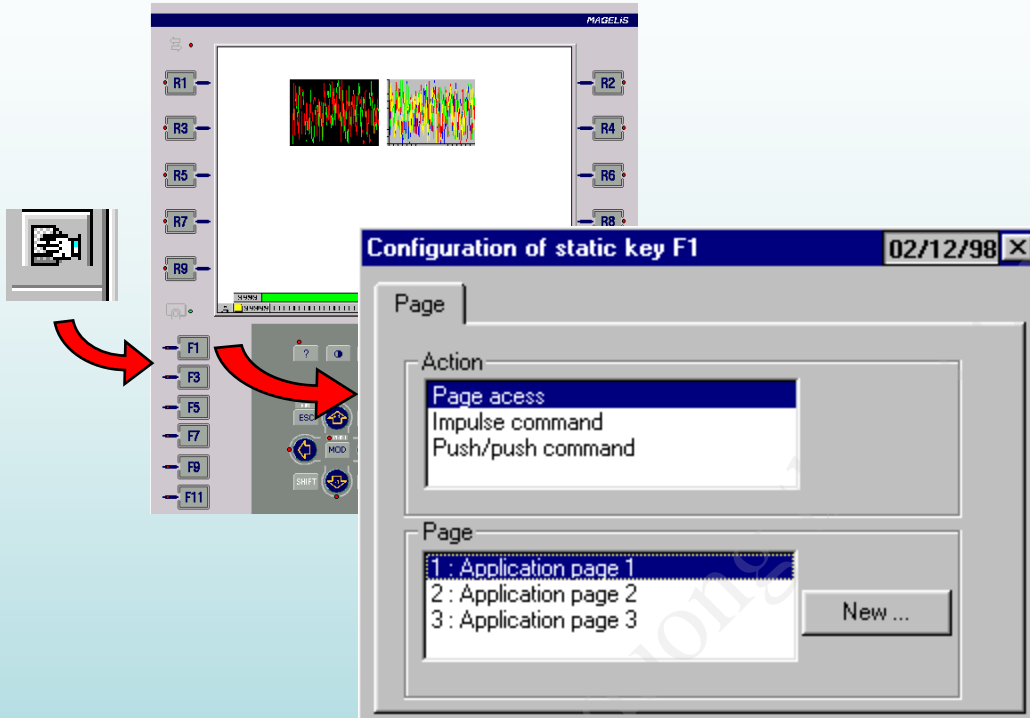 MAGELiS
R1
R2
R3
R4
R5
R6
R7
R8
R9
9999
99999
F1
F3
F5
F7
F9
F11
?
ESC
MOD
SHIFT
Configuration of static key F1
02/12/98
Page
Action
Page acess
Impulse command
Push/push command
Page
1 : Application page 1
2 : Application page 2
3 : Application page 3
New ...